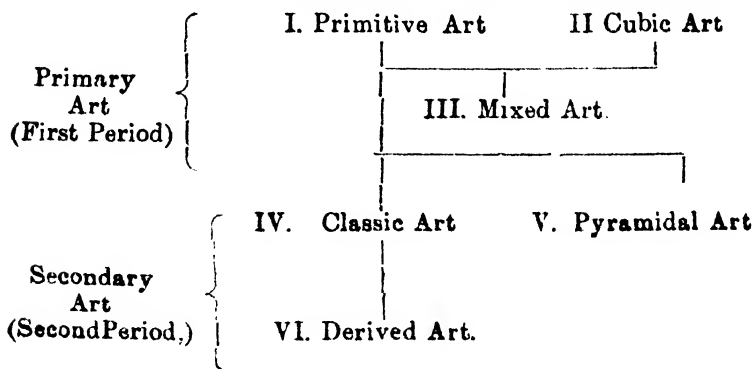 I. Primitive Art II Cubic Art
Primary
Art
(First Period)
III. Mixed Art.
IV. Classic Art V. Pyramidal Art
Secondary
Art
(SecondPeriod,)
VI. Derived Art.